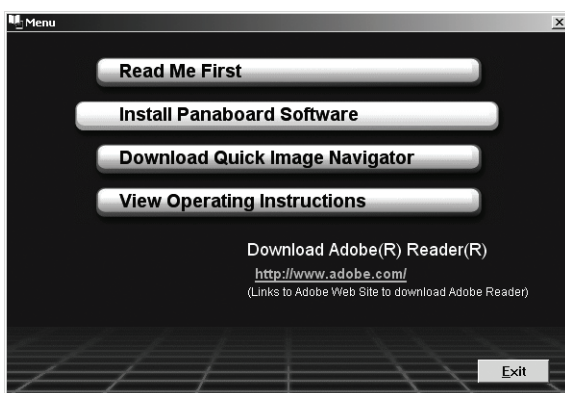 Menu
Read Me First
Install Panaboard Software
Download Quick Image Navigator
View Operating Instructions
Download Adobe(R) Reader(R)
http://www.adobe.com/
(Links to Adobe Web Site to download Adobe Reader)
Exit